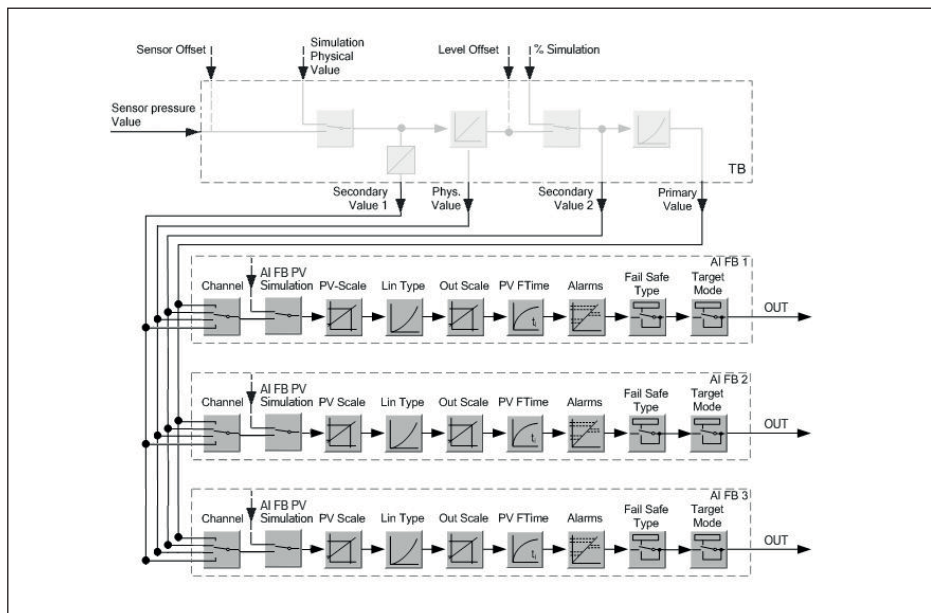 Sensor Offset
Simulation
Physical
Value
Level Offset
% Simulation
Sensor pressure
Value
TB
Secondary
Value 1
Phys.
Value
Secondary
Value 2
Primary
Value
AI FB 1
Channel
AI FB PV
Simulation
PV-Scale
Lin Type
Out Scale
PV FTime
Alarms
Fail Safe
Type
Target
Mode
OUT
t
AI FB 2
Channel
AI FB PV
Simulation
PV Scale
Lin Type
Out Scale
PV FTime
Alarms
Fail Safe
Type
Target
Mode
OUT
t
AI FB 3
Channel
AI FB PV
Simulation
PV Scale
Lin Type
Out Scale
PV FTime
Alarms
Fail Safe
Type
Target
Mode
OUT
t